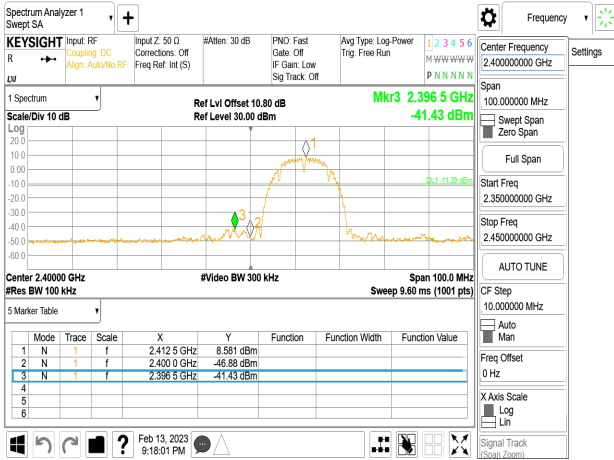 Spectrum Analyzer 1
Swept SA
Frequency
Settings
KEYSIGHT
R
Input: RF
Coupling: DC
Align: Auto/No RF
Input Z: 50 Ω
Corrections: Off
Freq Ref: Int (S)
#Atten: 30 dB
PNO: Fast
Gate: Off
IF Gain: Low
Sig Track: Off
Avg Type: Log-Power
Trig: Free Run
1 2 3 4 5 6
M W W W W W
P N N N N N
1 Spectrum
Scale/Div 10 dB
Log
Ref Lvl Offset 10.80 dB
Ref Level 30.00 dBm
Mkr3 2.396 5 GHz
-41.43 dBm
20.0
10.0
0.00
-10.0
-20.0
-30.0
-40.0
-50.0
-60.0
1
2
3
DL1 -11.39 dBm
Center 2.40000 GHz
#Res BW 100 kHz
#Video BW 300 kHz
Span 100.0 MHz
Sweep 9.60 ms (1001 pts)
5 Marker Table
Mode Trace Scale X Y Function Function Width Function Value
1 N 1 f 2.412 5 GHz 8.581 dBm
2 N 1 f 2.400 0 GHz -46.88 dBm
3 N 1 f 2.396 5 GHz -41.43 dBm
4
5
6
Feb 13, 2023
9:18:01 PM
Center Frequency
2.400000000 GHz
Span
100.000000 MHz
Swept Span
Zero Span
Full Span
Start Freq
2.350000000 GHz
Stop Freq
2.450000000 GHz
AUTO TUNE
CF Step
10.000000 MHz
Auto
Man
Freq Offset
0 Hz
X Axis Scale
Log
Lin
Signal Track
(Span Zoom)